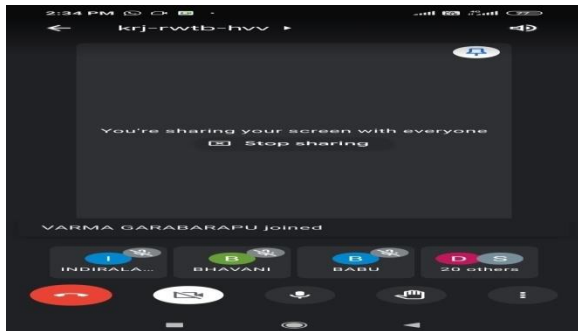 2:34 PM
77
krj-rwtb-hvv
You're sharing your screen with everyone
Stop sharing
VARMA GARABARAPU joined
I B B D S
INDIRALA... BHAVANI BABU 20 others